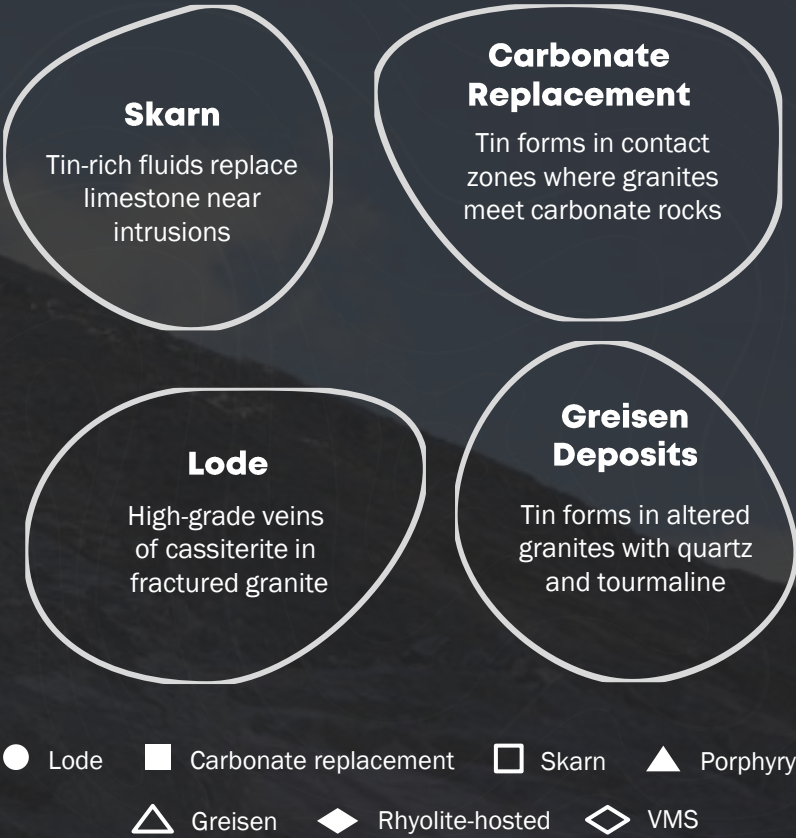 Skarn
Tin-rich fluids replace
limestone near
intrusions
Carbonate
Replacement
Tin forms in contact
zones where granites
meet carbonate rocks
Lode
High-grade veins
of cassiterite in
fractured granite
Greisen
Deposits
Tin forms in altered
granites with quartz
and tourmaline
Lode Carbonate replacement Skarn Porphyry
Greisen Rhyolite-hosted VMS